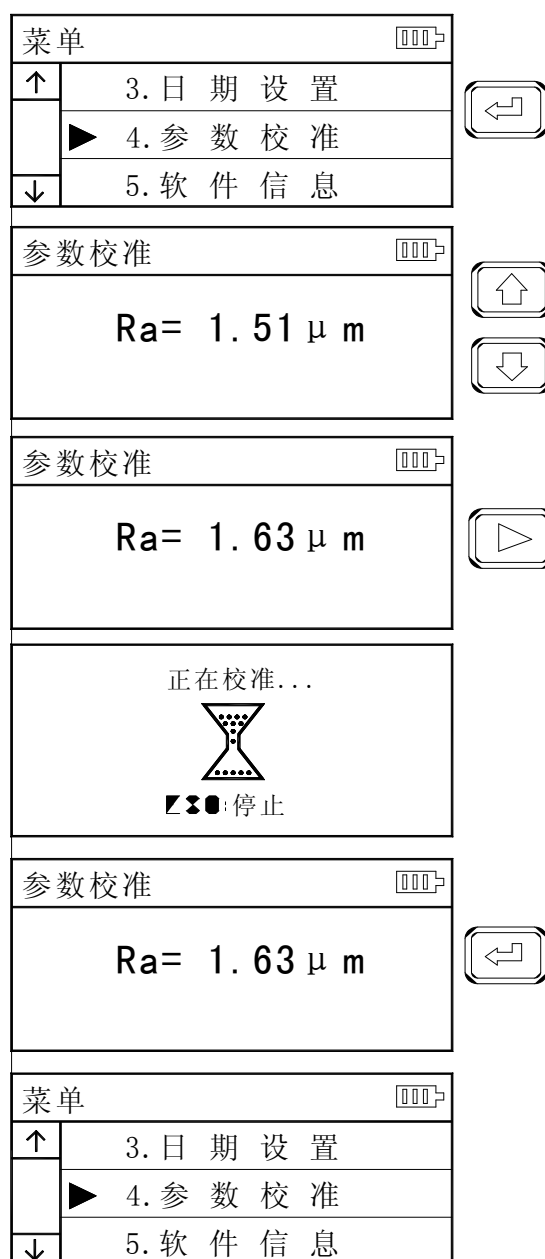 菜单
3.日 期 设 置
4.参 数 校 准
5.软 件 信 息
参数校准
Ra= 1.51 μ m
参数校准
Ra= 1.63 μ m
正在校准...
:停止
参数校准
Ra= 1.63 μ m
菜单
3.日 期 设 置
4.参 数 校 准
5.软 件 信 息